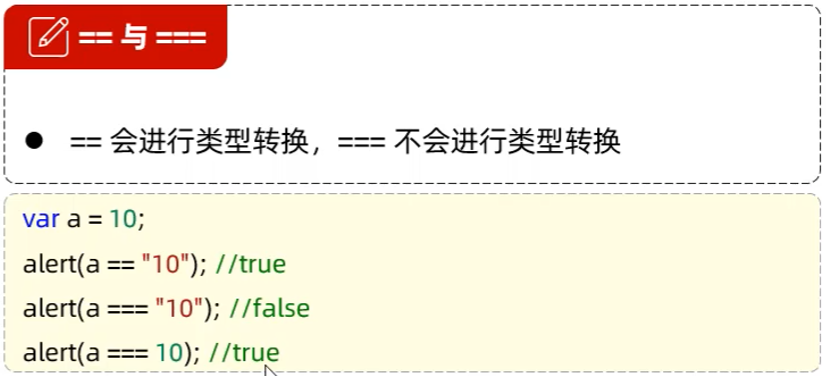 == 与 ===
● == 会进行类型转换，=== 不会进行类型转换
var a = 10;
alert(a == "10"); //true
alert(a === "10"); //false
alert(a === 10); //true